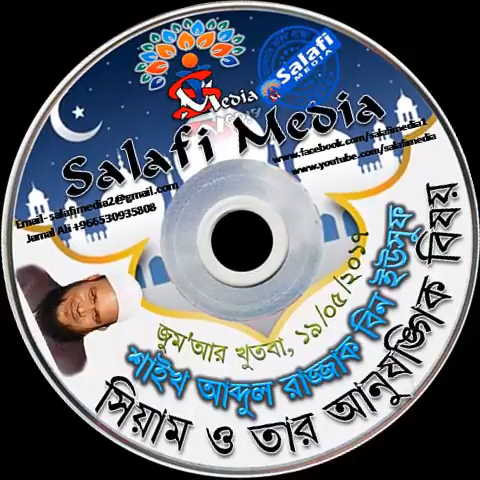 Media
Salafi
MEDIA
Salafi Media
www.facebook.com/salafimedia1
www.youtube.com/salafimedia
Email- salafimedia2@gmail.com
Jamal Ali +966530935808
জুম'আর খুতবা, ১৯/০৫/২০১৭
শাইখ আব্দুল রাজ্জাক বিন ইউসুফ
সিয়াম ও তার আনুষঙ্গিক বিষয়